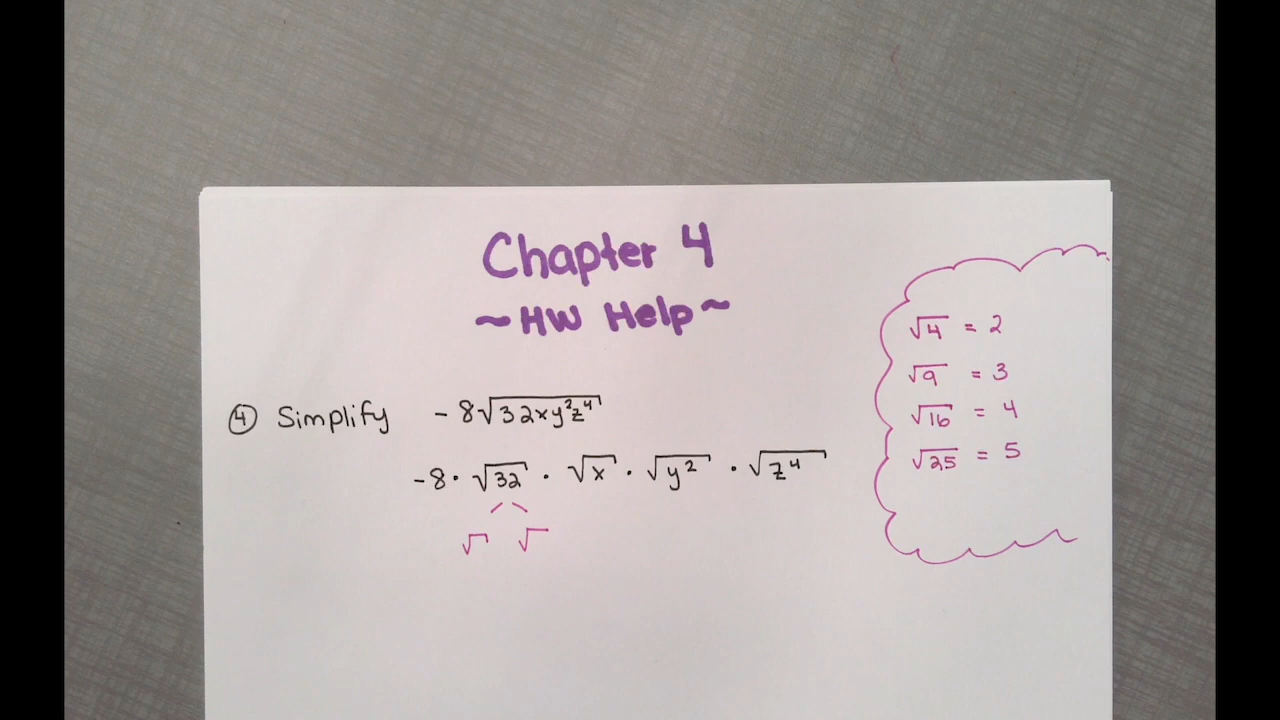 Chapter 4
~HW Help~
④ Simplify -8√32xy²z⁴
-8·√32·√x·√y²·√z⁴
√ √
√4 = 2
√9 = 3
√16 = 4
√25 = 5